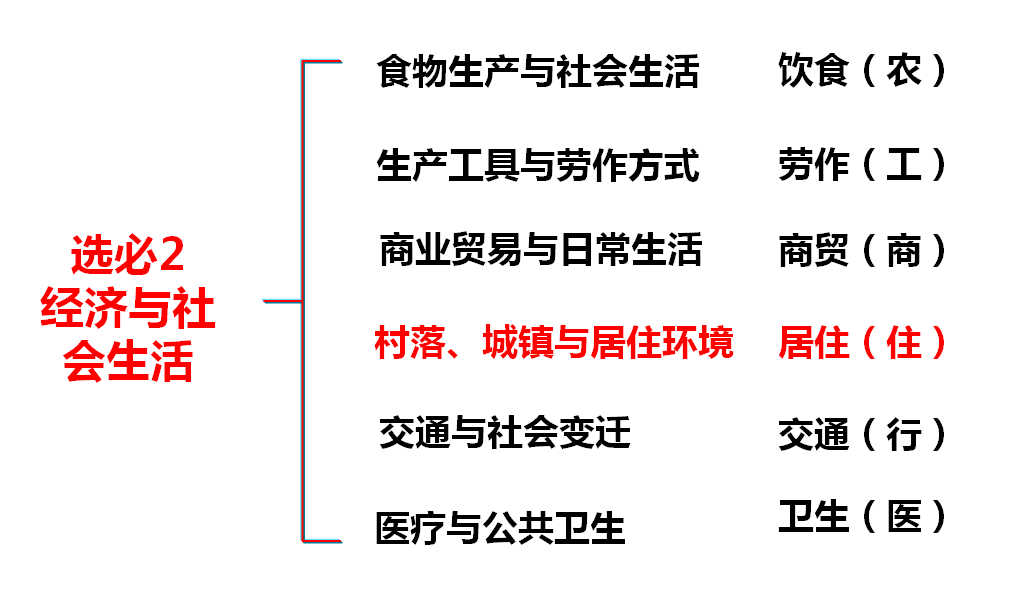 选必2
经济与社
会生活
食物生产与社会生活 饮食（农）
生产工具与劳作方式 劳作（工）
商业贸易与日常生活 商贸（商）
村落、城镇与居住环境 居住（住）
交通与社会变迁 交通（行）
医疗与公共卫生 卫生（医）